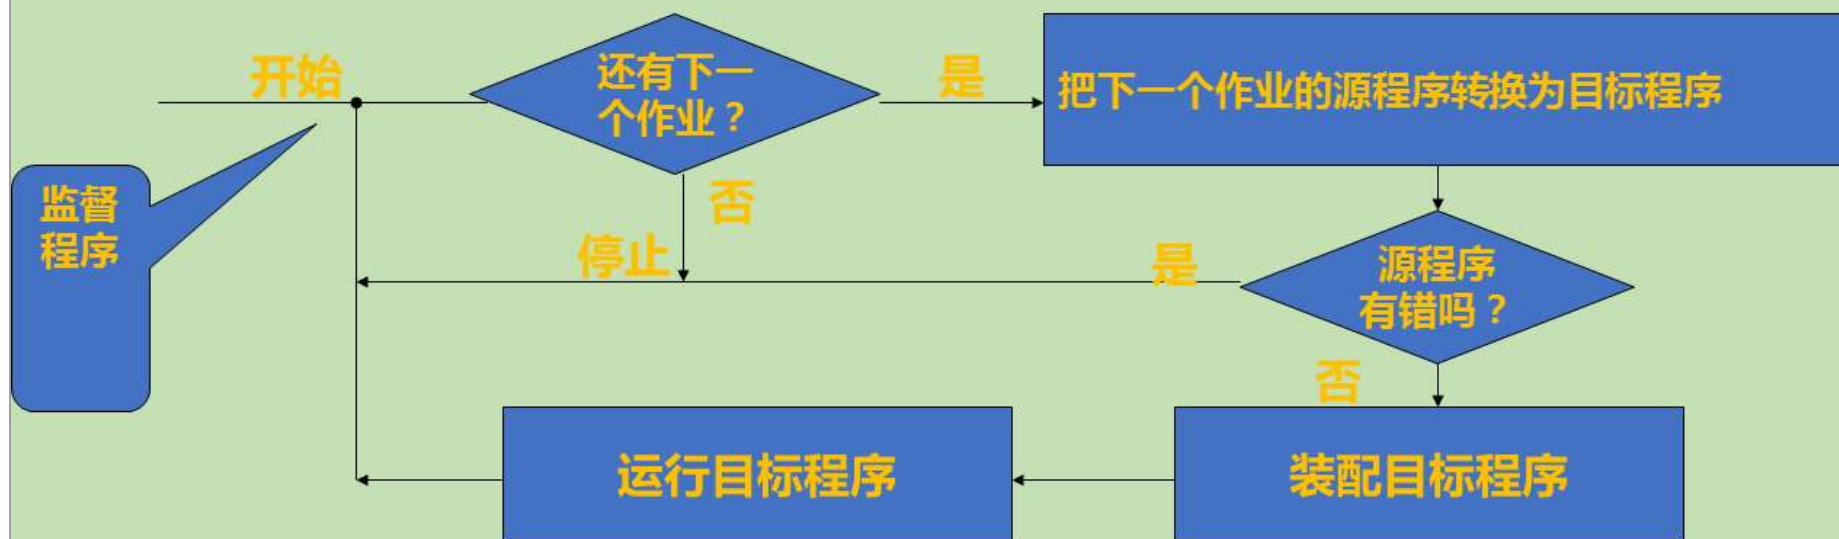 开始
还有下一
个作业？
是
把下一个作业的源程序转换为目标程序
监督
程序
否
停止
是
源程序
有错吗？
否
运行目标程序
装配目标程序